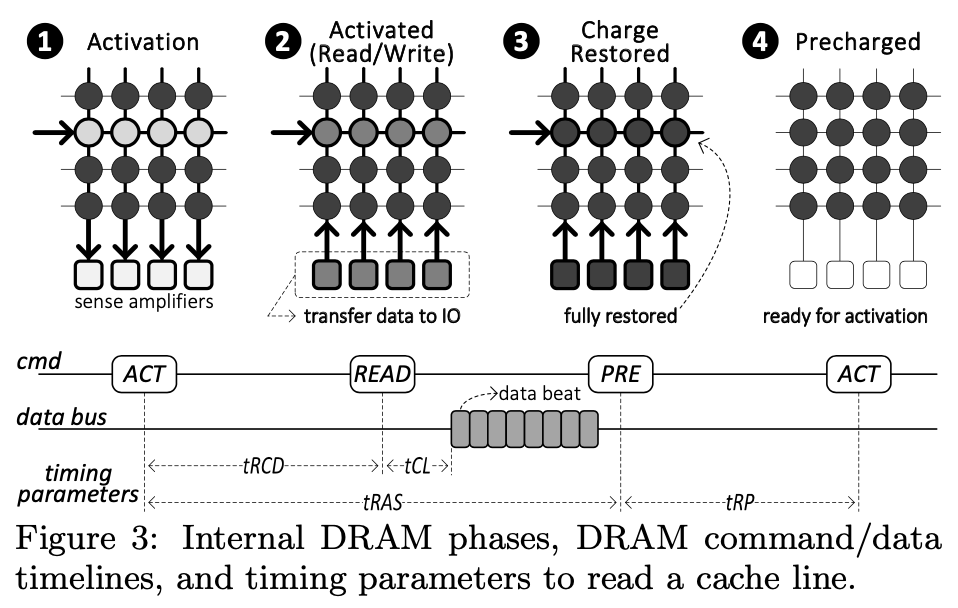 1 Activation
2 Activated
(Read/Write)
3 Charge
Restored
4 Precharged
sense amplifiers
transfer data to IO
fully restored
ready for activation
cmd
ACT
READ
PRE
ACT
data beat
data bus
tRCD
tCL
timing
parameters
tRAS
tRP
Figure 3: Internal DRAM phases, DRAM command/data
timelines, and timing parameters to read a cache line.